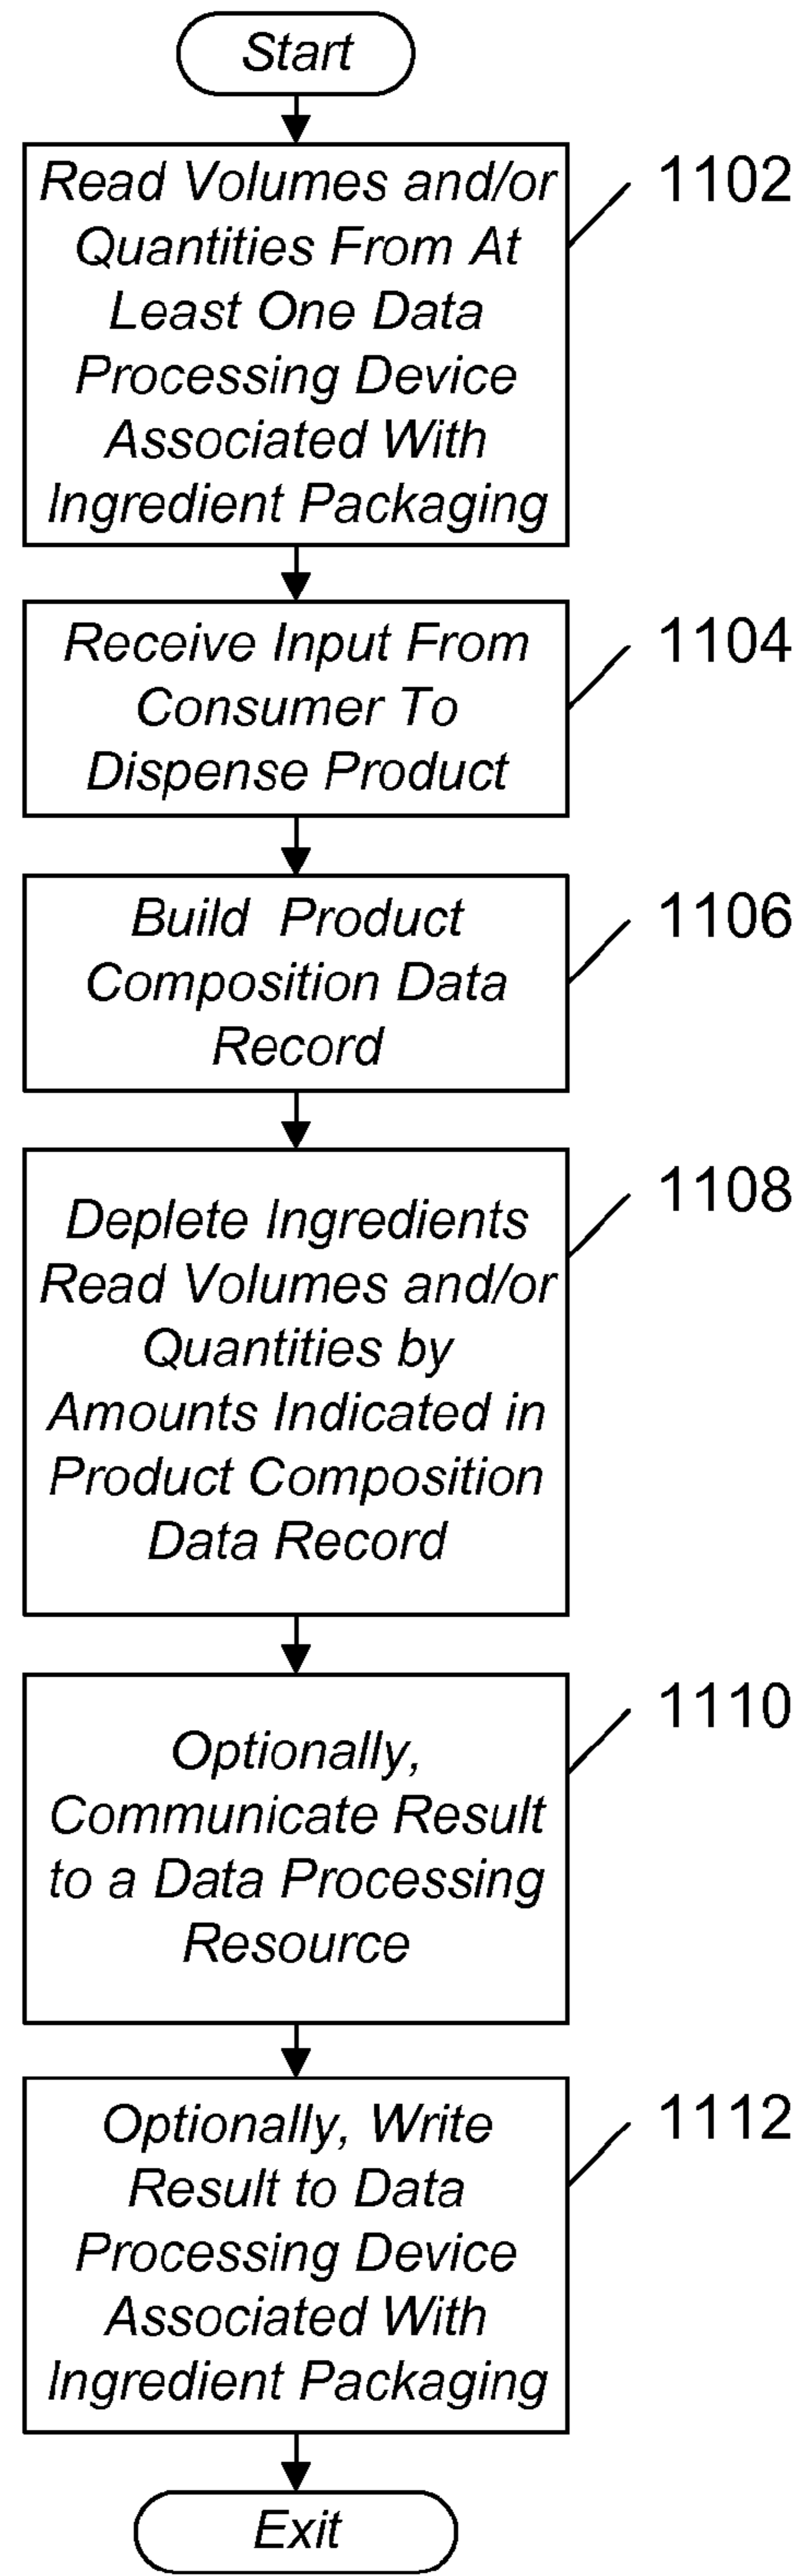 Start
Read Volumes and/or
Quantities From At
Least One Data
Processing Device
Associated With
Ingredient Packaging
1102
Receive Input From
Consumer To
Dispense Product
1104
Build Product
Composition Data
Record
1106
Deplete Ingredients
Read Volumes and/or
Quantities by
Amounts Indicated in
Product Composition
Data Record
1108
Optionally,
Communicate Result
to a Data Processing
Resource
1110
Optionally, Write
Result to Data
Processing Device
Associated With
Ingredient Packaging
1112
Exit